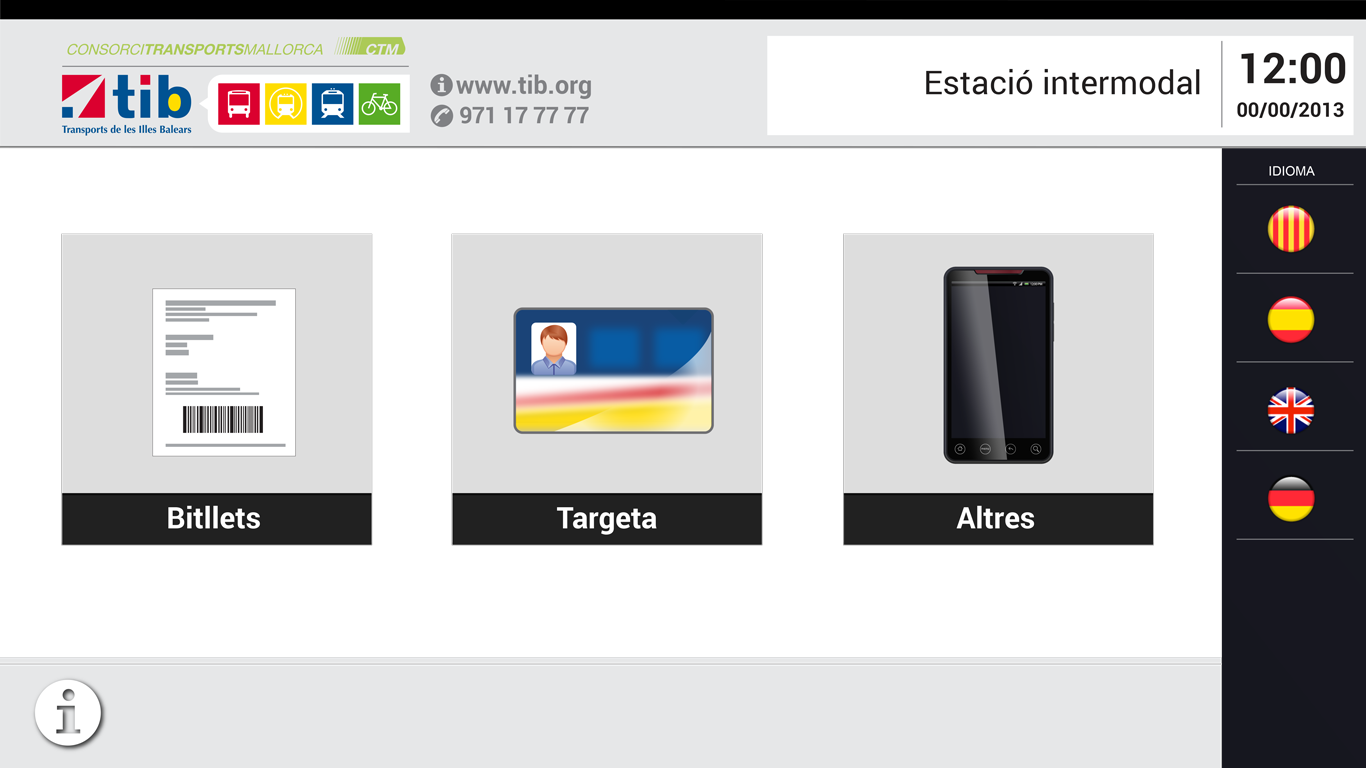 CONSORCITRANSPORTSMALLORCA CTM
tib
Transports de les Illes Balears
www.tib.org
971 17 77 77
Estació intermodal
12:00
00/00/2013
IDIOMA
Bitllets
Targeta
Altres